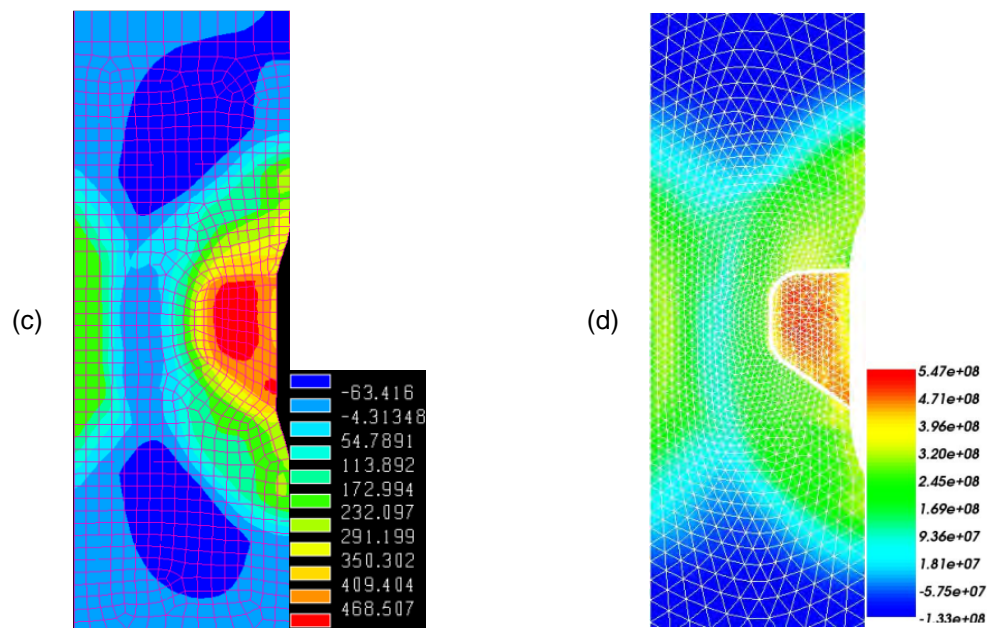 (c)
-63.416
-4.31348
54.7891
113.892
172.994
232.097
291.199
350.302
409.404
468.507
(d)
5.47e+08
4.71e+08
3.96e+08
3.20e+08
2.45e+08
1.69e+08
9.36e+07
1.81e+07
-5.75e+07
-1.33e+08